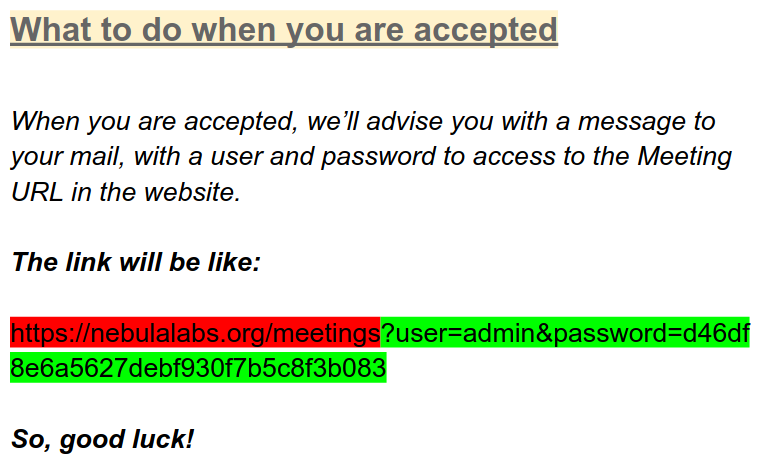 What to do when you are accepted
When you are accepted, we’ll advise you with a message to
your mail, with a user and password to access to the Meeting
URL in the website.
The link will be like:
https://nebulalabs.org/meetings?user=admin&password=d46df
8e6a5627debf930f7b5c8f3b083
So, good luck!